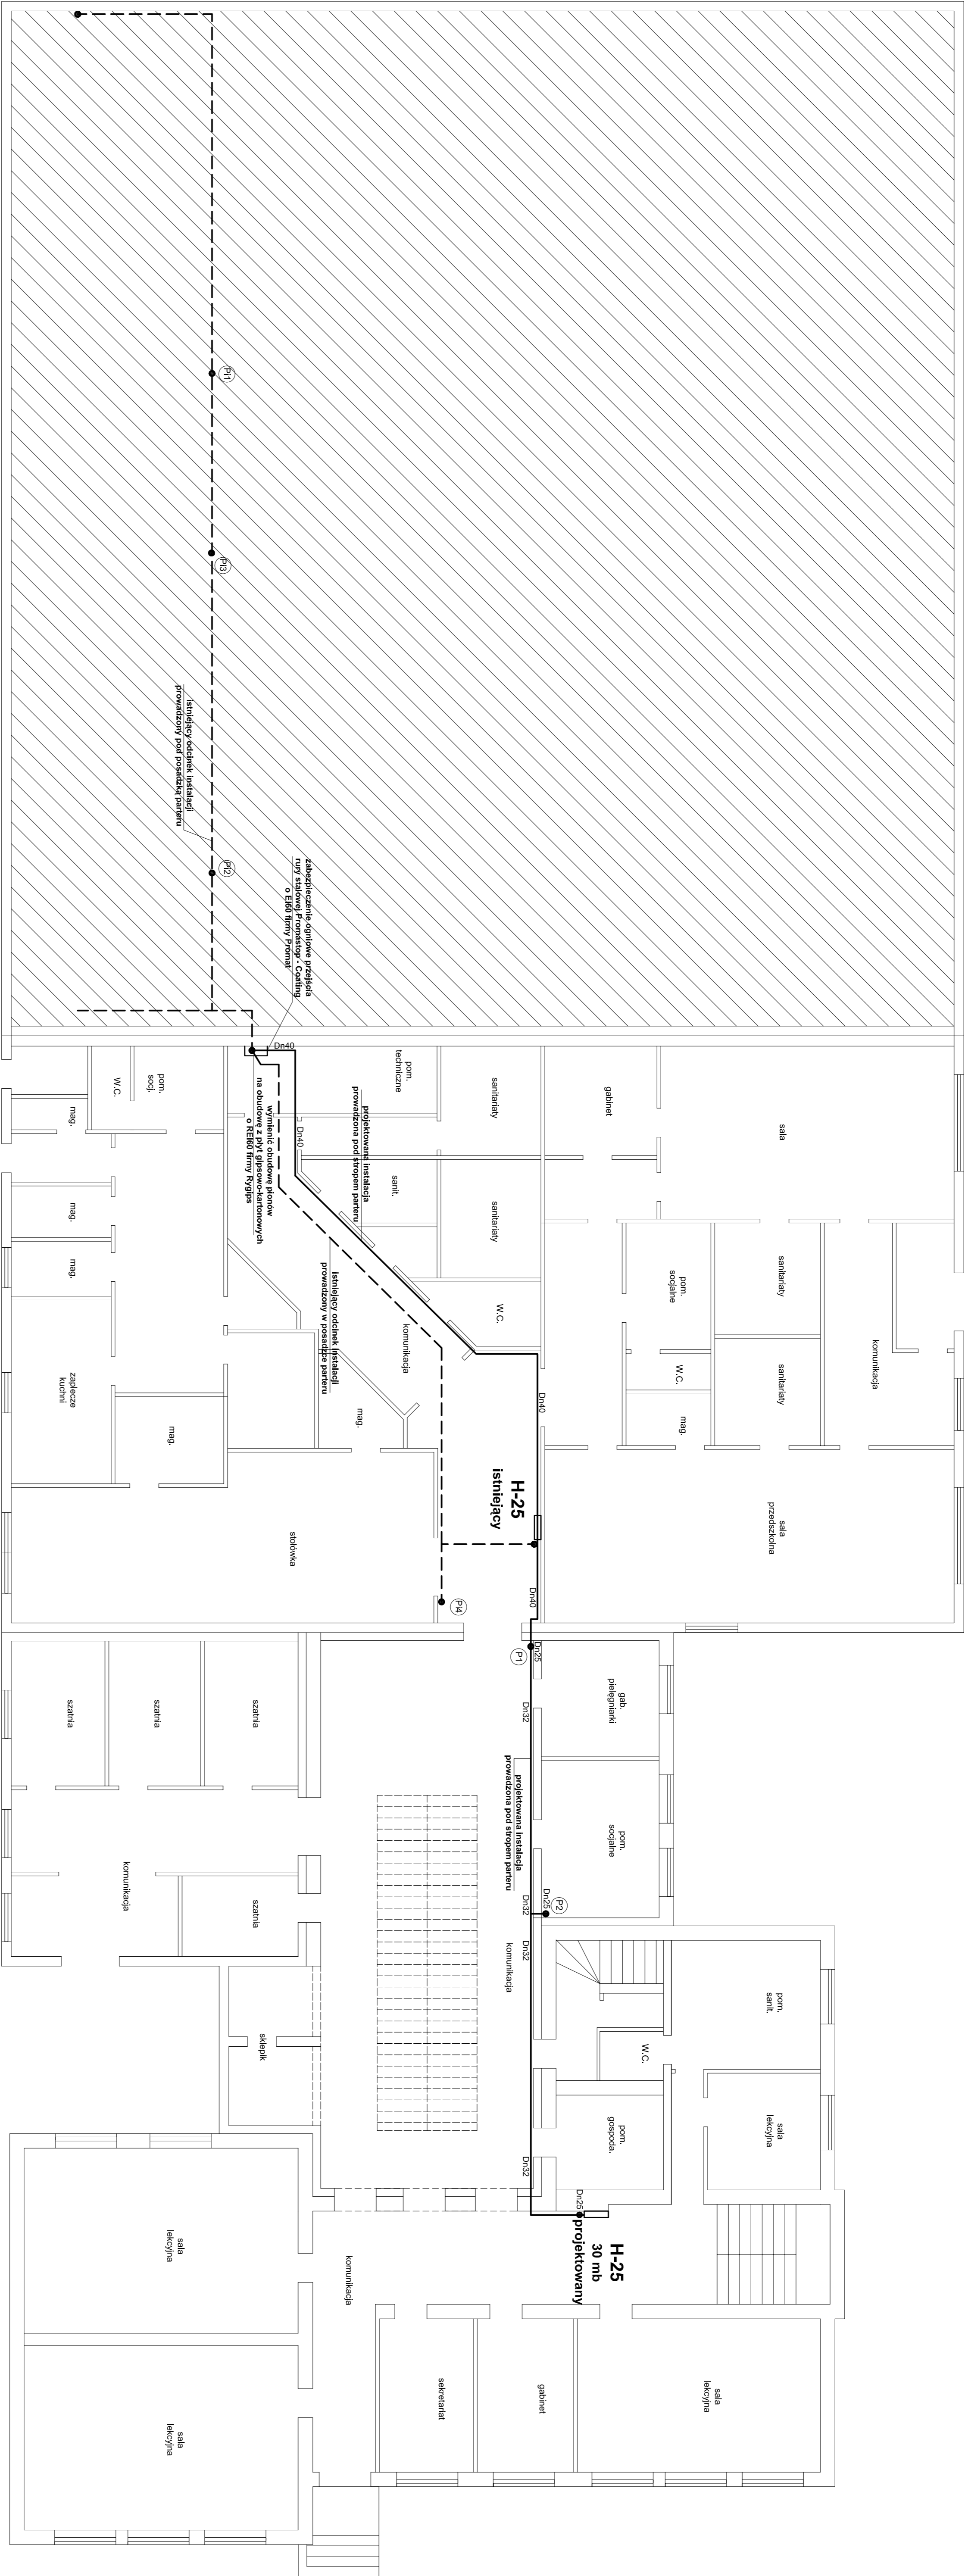 PI1
PI3
istniejący odcinek instalacji
prowadzony pod posadzką parteru
PI2
zabezpieczenie ogniowe przejścia
rury stalowej Promastop - Coating
o EI60 firmy Promat
Dn40
pom.
techniczne
sanitariaty
gabinet
sala
pom.
socj.
W.C.
mag.
wymienić obudowę pionów
na obudowę z płyt gipsowo-kartonowych
o REI60 firmy Rygips
Dn40
projektowana instalacja
prowadzona pod stropem parteru
sanit.
sanitariaty
mag.
mag.
istniejący odcinek instalacji
prowadzony w posadzce parteru
W.C.
komunikacja
pom.
socjalne
sanitariaty
komunikacja
W.C.
sanitariaty
mag.
zaplecze
kuchni
mag.
mag.
Dn40
H-25
istniejący
sala
przedszkolna
stołówka
Dn40
PI4
P1
Dn25
gab.
pielęgniarki
Dn32
szatnia
szatnia
szatnia
projektowana instalacja
prowadzona pod stropem parteru
pom.
socjalne
Dn32
Dn25
P2
komunikacja
szatnia
Dn32
komunikacja
pom.
sanit.
sklepik
W.C.
pom.
gospoda.
sala
lekcyjna
Dn32
Dn25
H-25
30 mb
projektowany
sala
lekcyjna
komunikacja
sekretariat
gabinet
sala
lekcyjna
sala
lekcyjna